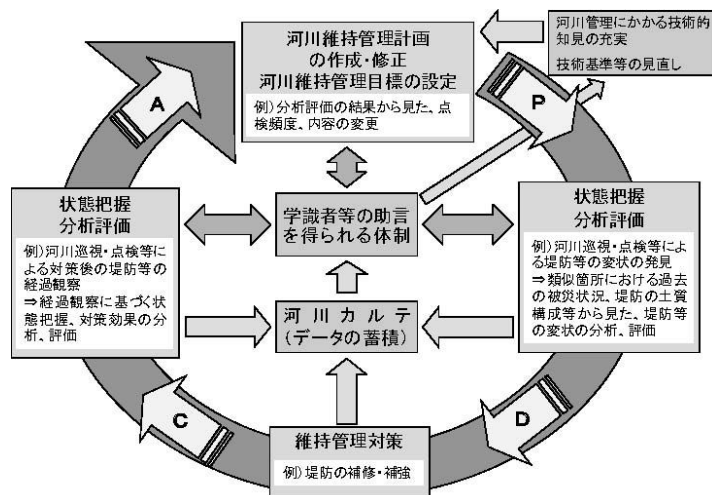 河川維持管理計画
の作成・修正
河川維持管理目標の設定
例)分析評価の結果から見た、点
検頻度、内容の変更
河川管理にかかる技術的
知見の充実
技術基準等の見直し
A
P
状態把握
分析評価
例)河川巡視・点検等によ
る対策後の堤防等の
経過観察
⇒経過観察に基づく状
態把握、対策効果の分
析、評価
学識者等の助言
を得られる体制
状態把握
分析評価
例)河川巡視・点検等によ
る堤防等の変状の発見
⇒類似箇所における過去
の被災状況、堤防の土質
構成等から見た、堤防等
の変状の分析、評価
河川カルテ
(データの蓄積)
C
D
維持管理対策
例)堤防の補修・補強